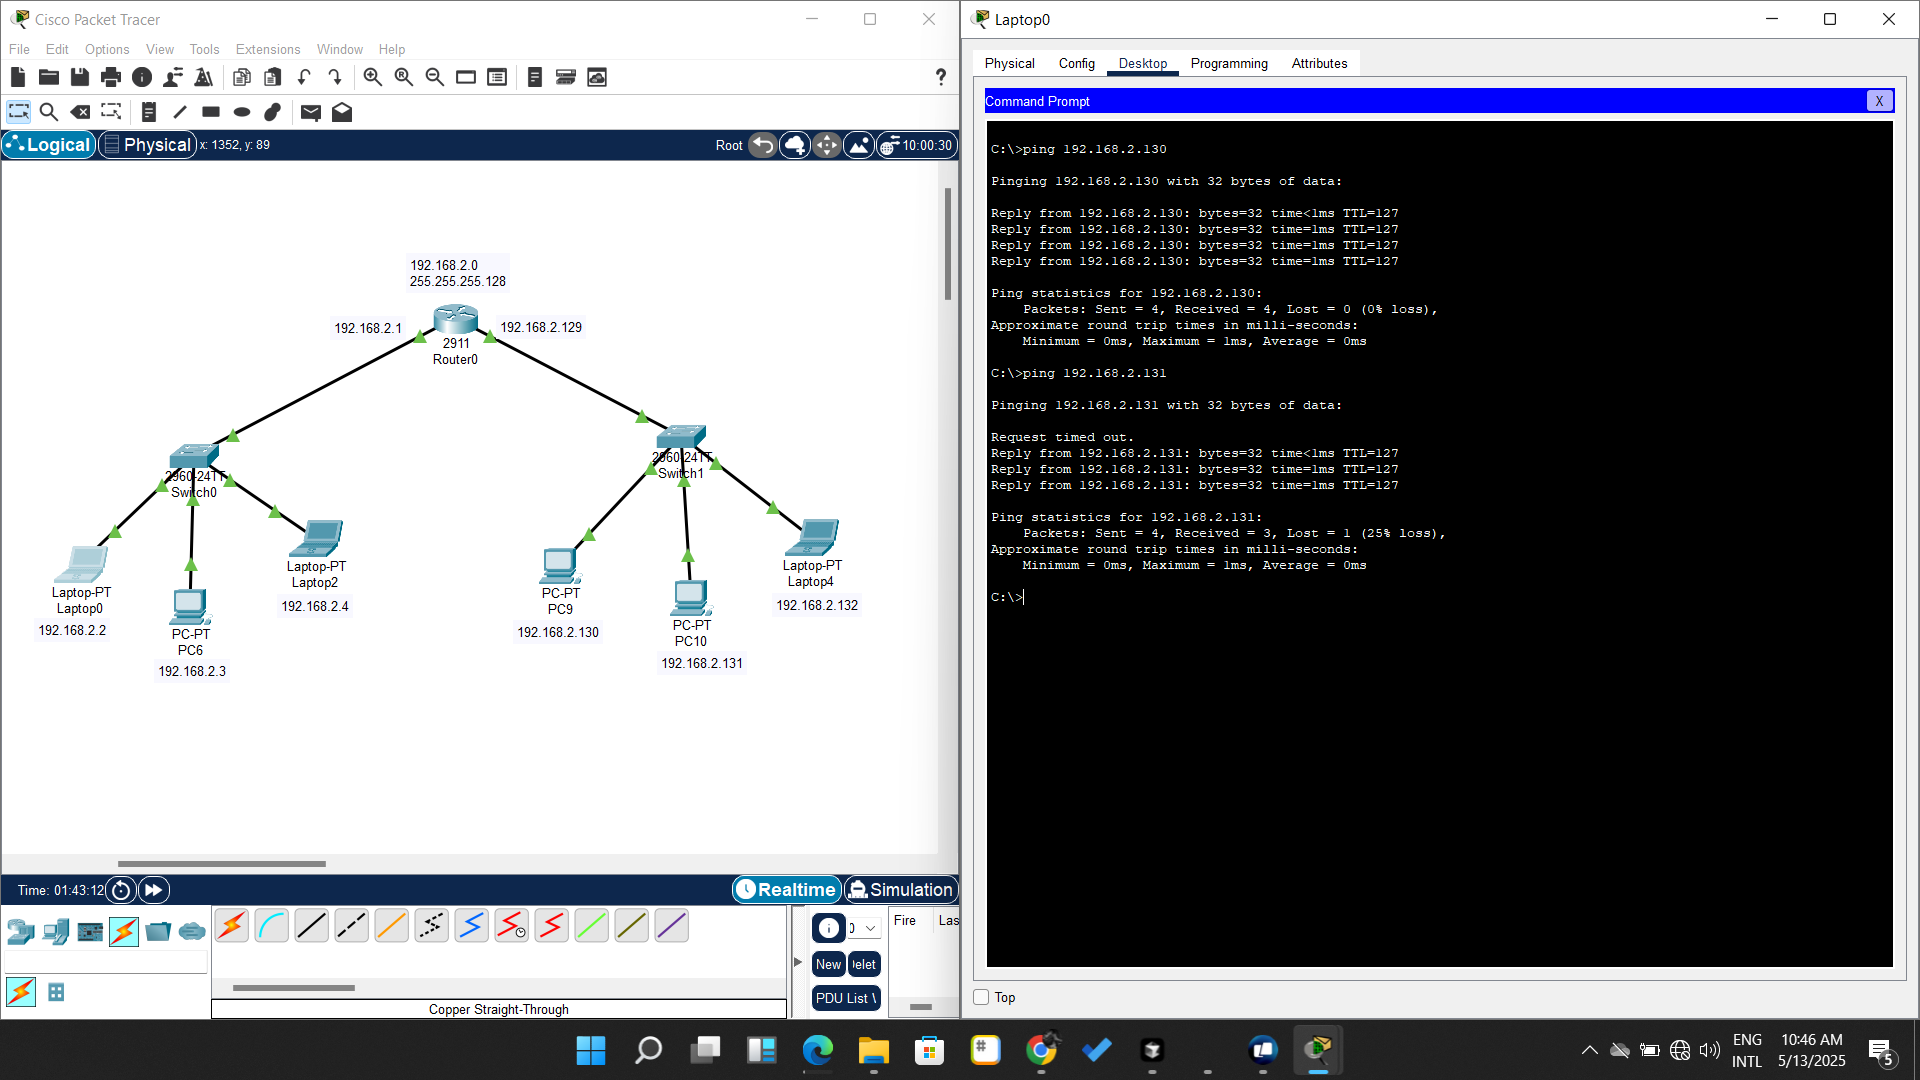 Cisco Packet Tracer
File Edit Options View Tools Extensions Window Help
?
Logical Physical x: 1352, y: 89 Root 10:00:30
192.168.2.0
255.255.255.128
192.168.2.1
192.168.2.129
2911
Router0
2960-24TT
Switch0
2960-24TT
Switch1
Laptop-PT
Laptop0
192.168.2.2
PC-PT
PC6
192.168.2.3
Laptop-PT
Laptop2
192.168.2.4
PC-PT
PC9
192.168.2.130
PC-PT
PC10
192.168.2.131
Laptop-PT
Laptop4
192.168.2.132
Time: 01:43:12 Realtime Simulation
0
Fire Las
New elet
PDU List
Copper Straight-Through
Laptop0
Physical Config Desktop Programming Attributes
Command Prompt X
C:\>ping 192.168.2.130
Pinging 192.168.2.130 with 32 bytes of data:
Reply from 192.168.2.130: bytes=32 time<1ms TTL=127
Reply from 192.168.2.130: bytes=32 time=1ms TTL=127
Reply from 192.168.2.130: bytes=32 time=1ms TTL=127
Reply from 192.168.2.130: bytes=32 time=1ms TTL=127
Ping statistics for 192.168.2.130:
Packets: Sent = 4, Received = 4, Lost = 0 (0% loss),
Approximate round trip times in milli-seconds:
Minimum = 0ms, Maximum = 1ms, Average = 0ms
C:\>ping 192.168.2.131
Pinging 192.168.2.131 with 32 bytes of data:
Request timed out.
Reply from 192.168.2.131: bytes=32 time<1ms TTL=127
Reply from 192.168.2.131: bytes=32 time=1ms TTL=127
Reply from 192.168.2.131: bytes=32 time=1ms TTL=127
Ping statistics for 192.168.2.131:
Packets: Sent = 4, Received = 3, Lost = 1 (25% loss),
Approximate round trip times in milli-seconds:
Minimum = 0ms, Maximum = 1ms, Average = 0ms
C:\>
Top
ENG
INTL
10:46 AM
5/13/2025
5